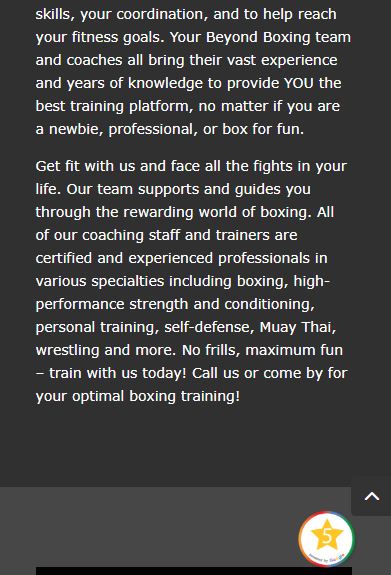 skills, your coordination, and to help reach
your fitness goals. Your Beyond Boxing team
and coaches all bring their vast experience
and years of knowledge to provide YOU the
best training platform, no matter if you are
a newbie, professional, or box for fun.
Get fit with us and face all the fights in your
life. Our team supports and guides you
through the rewarding world of boxing. All
of our coaching staff and trainers are
certified and experienced professionals in
various specialties including boxing, high-
performance strength and conditioning,
personal training, self-defense, Muay Thai,
wrestling and more. No frills, maximum fun
– train with us today! Call us or come by for
your optimal boxing training!
5